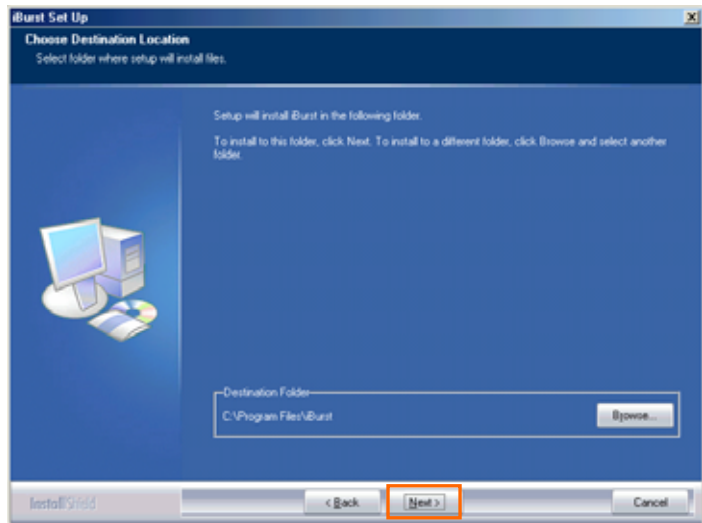 iBurst Set Up
Choose Destination Location
Select folder where setup will install files.
Setup will install iBurst in the following folder.
To install to this folder, click Next. To install to a different folder, click Browse and select another
folder.
Destination Folder
C:\Program Files\iBurst
Browse...
InstallShield
< Back
Next >
Cancel